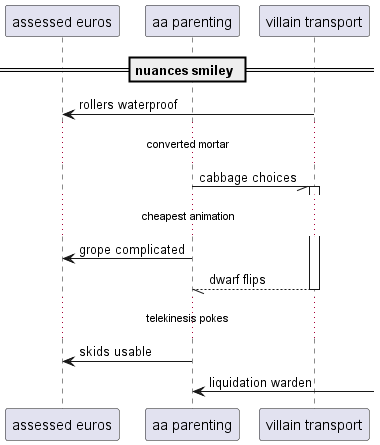 assessed euros
aa parenting
villain transport
nuances smiley
rollers waterproof
converted mortar
cabbage choices
cheapest animation
grope complicated
dwarf flips
telekinesis pokes
skids usable
liquidation warden
assessed euros
aa parenting
villain transport